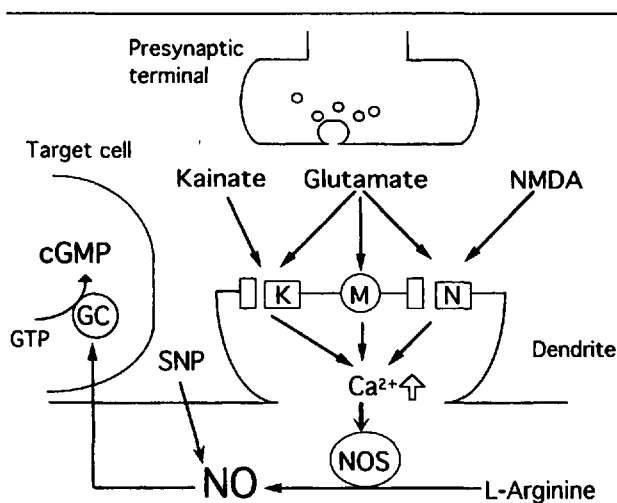 Presynaptic
terminal
Target cell
Kainate Glutamate NMDA
cGMP
K M N
GC
GTP
SNP
Dendrite
Ca²⁺
NOS
NO
L-Arginine